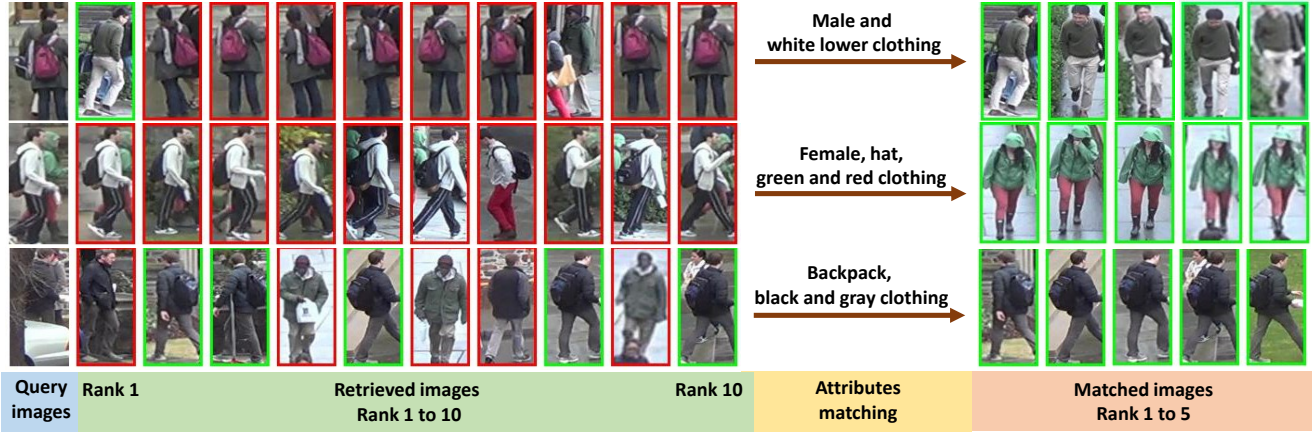 Male and
white lower clothing
Female, hat,
green and red clothing
Backpack,
black and gray clothing
Query
images
Rank 1
Retrieved images
Rank 1 to 10
Rank 10
Attributes
matching
Matched images
Rank 1 to 5